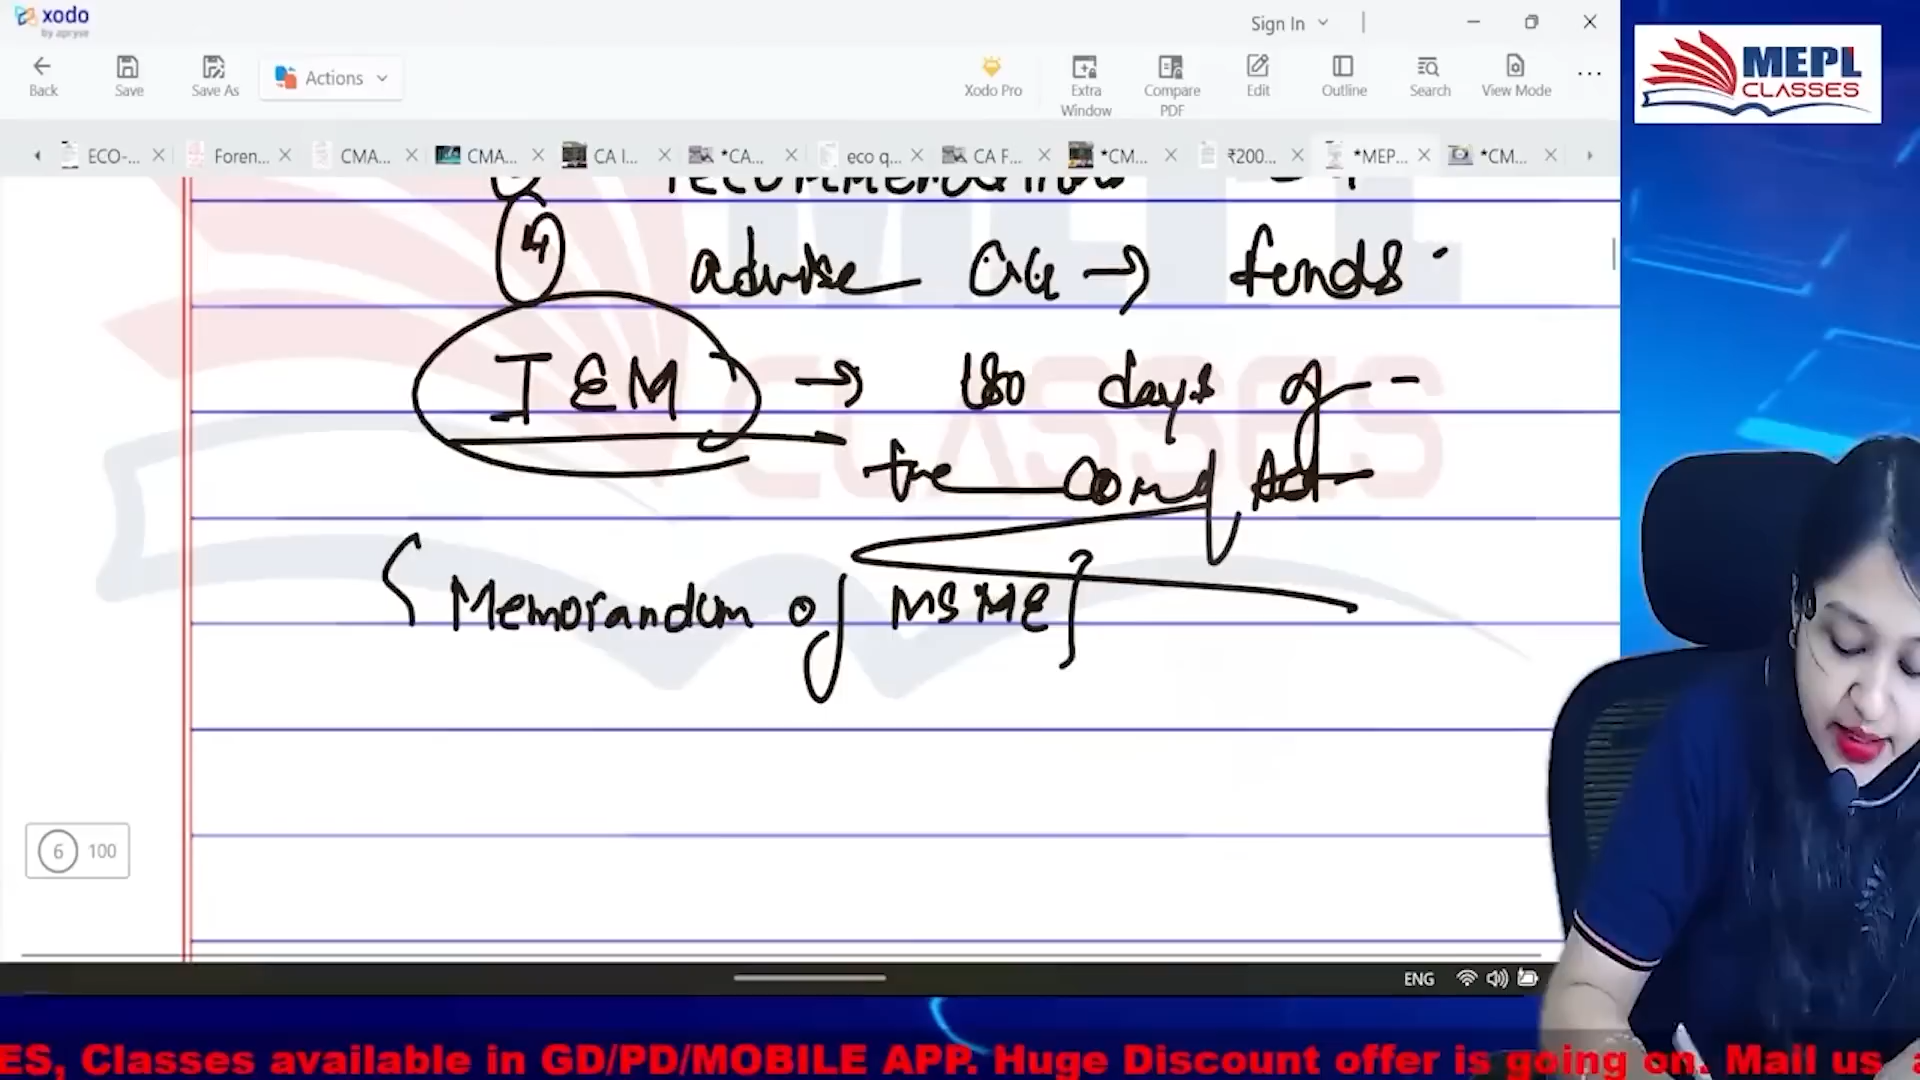 xodo
by apryse
Sign In
Back
Save
Save As
Actions
Xodo Pro
Extra Window
Compare PDF
Edit
Outline
Search
View Mode
ECO-...
Foren...
CMA...
CMA...
CA I...
*CA...
eco q...
CA F...
*CM...
₹200...
*MEP...
*CM...
MEPL
CLASSES
4 advise CG → funds
IEM → 180 days of
the Act
{ Memorandum of MSME }
CLASSES
6 100
ENG
ES, Classes available in GD/PD/MOBILE APP. Huge Discount offer is going on. Mail us